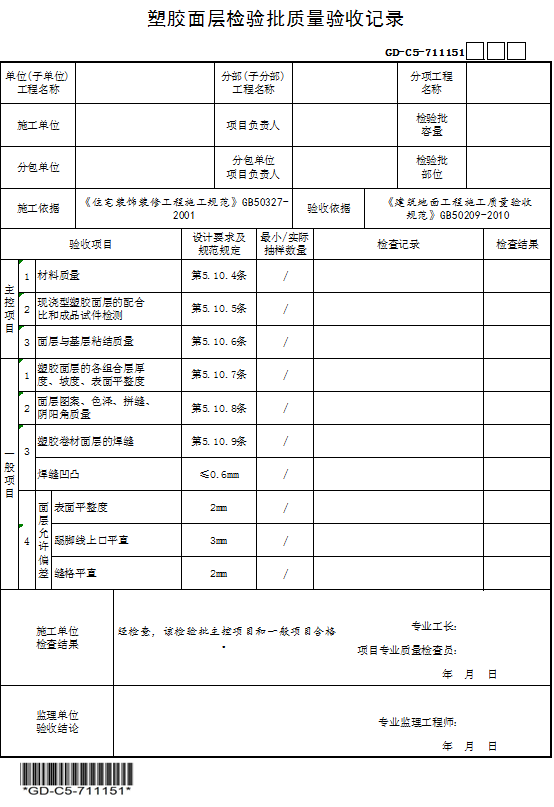 塑胶面层检验批质量验收记录
GD-C5-711151
单位(子单位)
工程名称
分部(子分部)
工程名称
分项工程
名称
施工单位
项目负责人
检验批
容量
分包单位
分包单位
项目负责人
检验批
部位
施工依据
《住宅装饰装修工程施工规范》GB50327-
2001
验收依据
《建筑地面工程施工质量验收
规范》GB50209-2010
验收项目
设计要求及
规范规定
最小/实际
抽样数量
检查记录
检查结果
主控项目
1
材料质量
第5.10.4条
/
2
现浇型塑胶面层的配合
比和成品试件检测
第5.10.5条
/
3
面层与基层粘结质量
第5.10.6条
/
一般项目
1
塑胶面层的各组合层厚
度、坡度、表面平整度
第5.10.7条
/
2
面层图案、色泽、拼缝、
阴阳角质量
第5.10.8条
/
3
塑胶卷材面层的焊缝
第5.10.9条
/
焊缝凹凸
≤0.6mm
/
4
面层允许偏差
表面平整度
2mm
/
踢脚线上口平直
3mm
/
缝格平直
2mm
/
施工单位
检查结果
经检查，该检验批主控项目和一般项目合格
。
专业工长：
项目专业质量检查员：
年 月 日
监理单位
验收结论
专业监理工程师：
年 月 日
*GD-C5-711151*